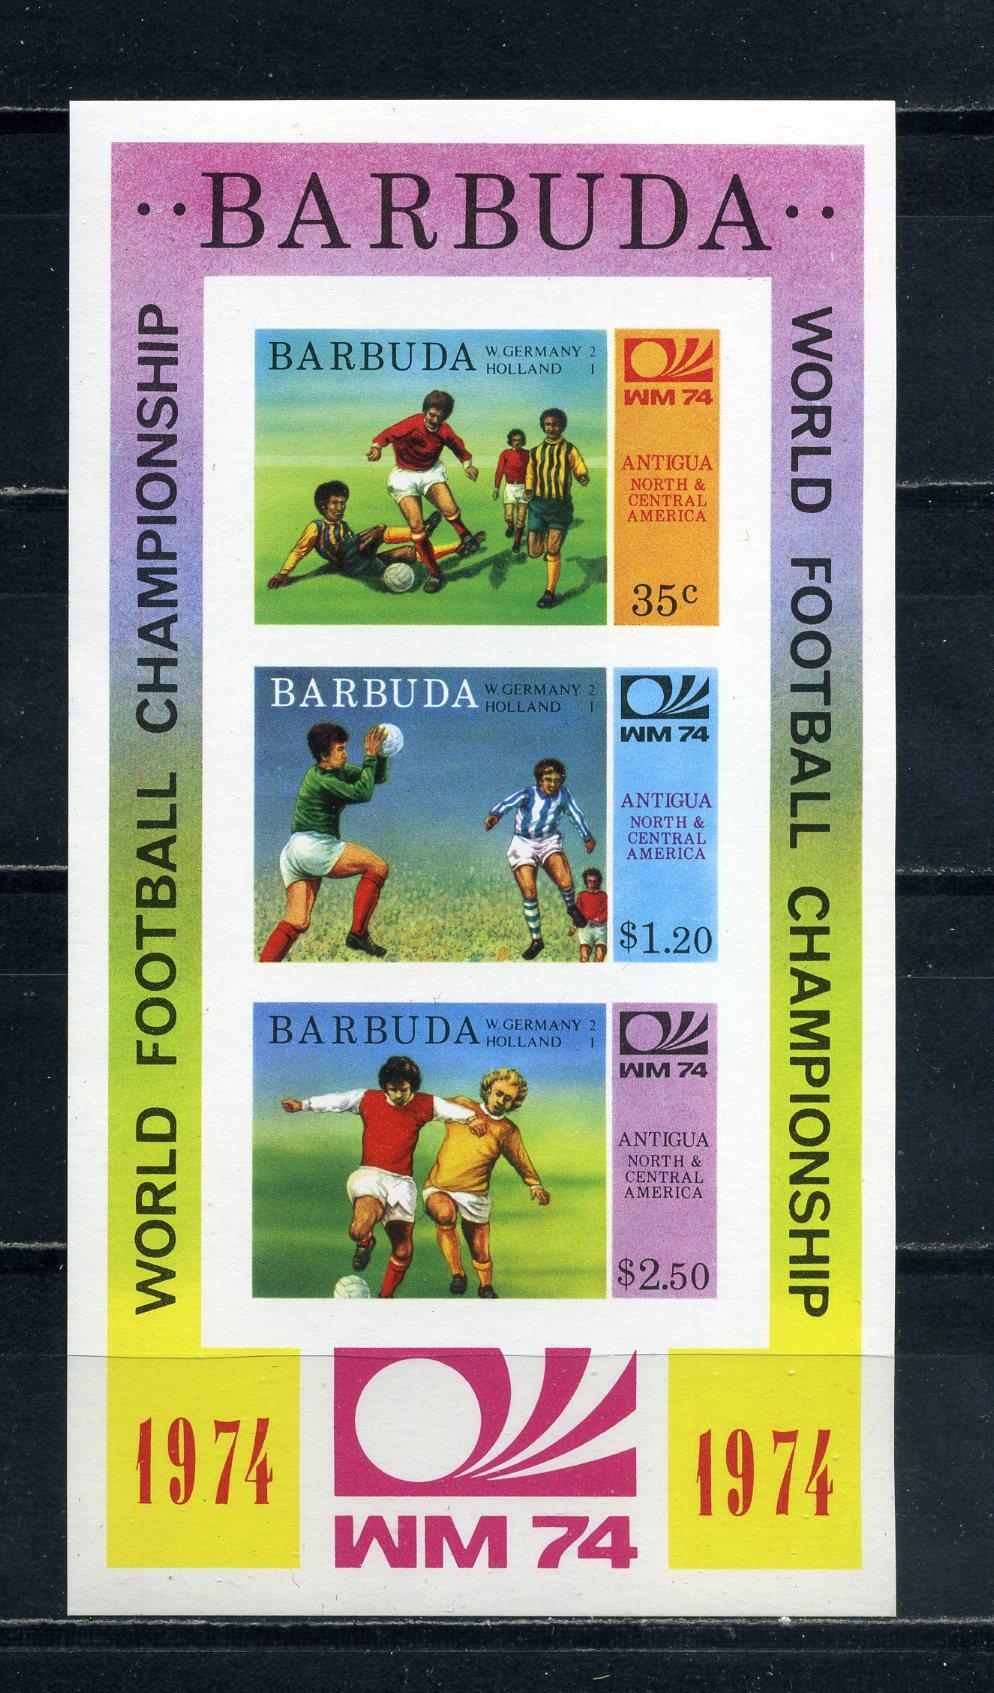 ··BARBUDA··
WORLD FOOTBALL CHAMPIONSHIP
WORLD FOOTBALL CHAMPIONSHIP
BARBUDA W. GERMANY 2
HOLLAND 1
WM 74
ANTIGUA
NORTH &
CENTRAL
AMERICA
35c
BARBUDA W. GERMANY 2
HOLLAND 1
WM 74
ANTIGUA
NORTH &
CENTRAL
AMERICA
$1.20
BARBUDA W. GERMANY 2
HOLLAND 1
WM 74
ANTIGUA
NORTH &
CENTRAL
AMERICA
$2.50
1974
WM 74
1974